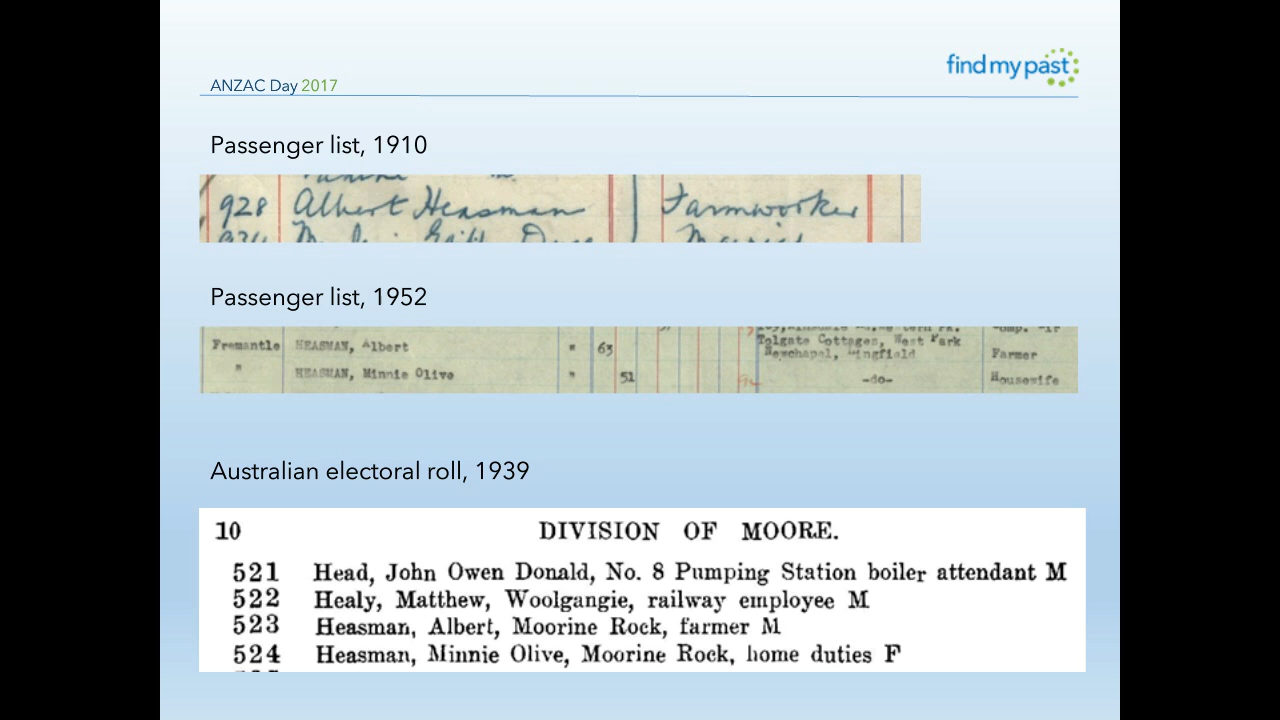 ANZAC Day 2017
findmypast
Passenger list, 1910
928 Albert Heasman Farmworker
Passenger list, 1952
Fremantle HEASMAN, Albert " 63 Tolgate Cottages, West Park
Newchapel, Lingfield Farmer
" HEASMAN, Minnie Olive " 51 -do- Housewife
Australian electoral roll, 1939
10 DIVISION OF MOORE.
521 Head, John Owen Donald, No. 8 Pumping Station boiler attendant M
522 Healy, Matthew, Woolgangie, railway employee M
523 Heasman, Albert, Moorine Rock, farmer M
524 Heasman, Minnie Olive, Moorine Rock, home duties F